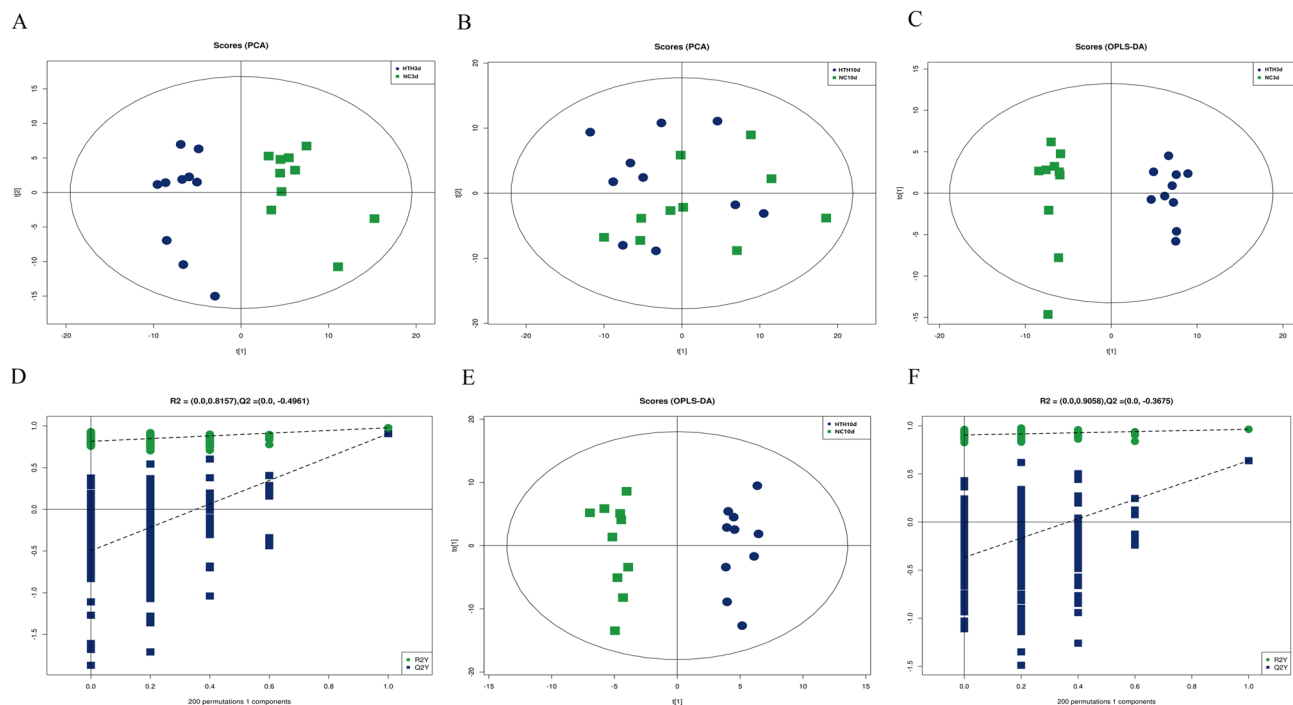 A
Scores (PCA)
HTH3d
NC3d
15
10
5
0
-5
-10
-15
t[2]
-20
-10
0
10
20
t[1]
B
Scores (PCA)
HTH10d
NC10d
20
10
0
-10
-20
t[2]
-20
-10
0
10
20
t[1]
C
Scores (OPLS-DA)
HTH3d
NC3d
15
10
5
0
-5
-10
-15
to[1]
-20
-10
0
10
20
t[1]
D
R2 = (0.0,0.8157),Q2 =(0.0, -0.4961)
1.0
0.5
0.0
-0.5
-1.0
-1.5
R2Y
Q2Y
0.0
0.2
0.4
0.6
0.8
1.0
200 permutations 1 components
E
Scores (OPLS-DA)
HTH10d
NC10d
20
10
0
-10
-20
to[1]
-15
-10
-5
0
5
10
15
t[1]
F
R2 = (0.0,0.9058),Q2 =(0.0, -0.3675)
1.0
0.5
0.0
-0.5
-1.0
-1.5
R2Y
Q2Y
0.0
0.2
0.4
0.6
0.8
1.0
200 permutations 1 components